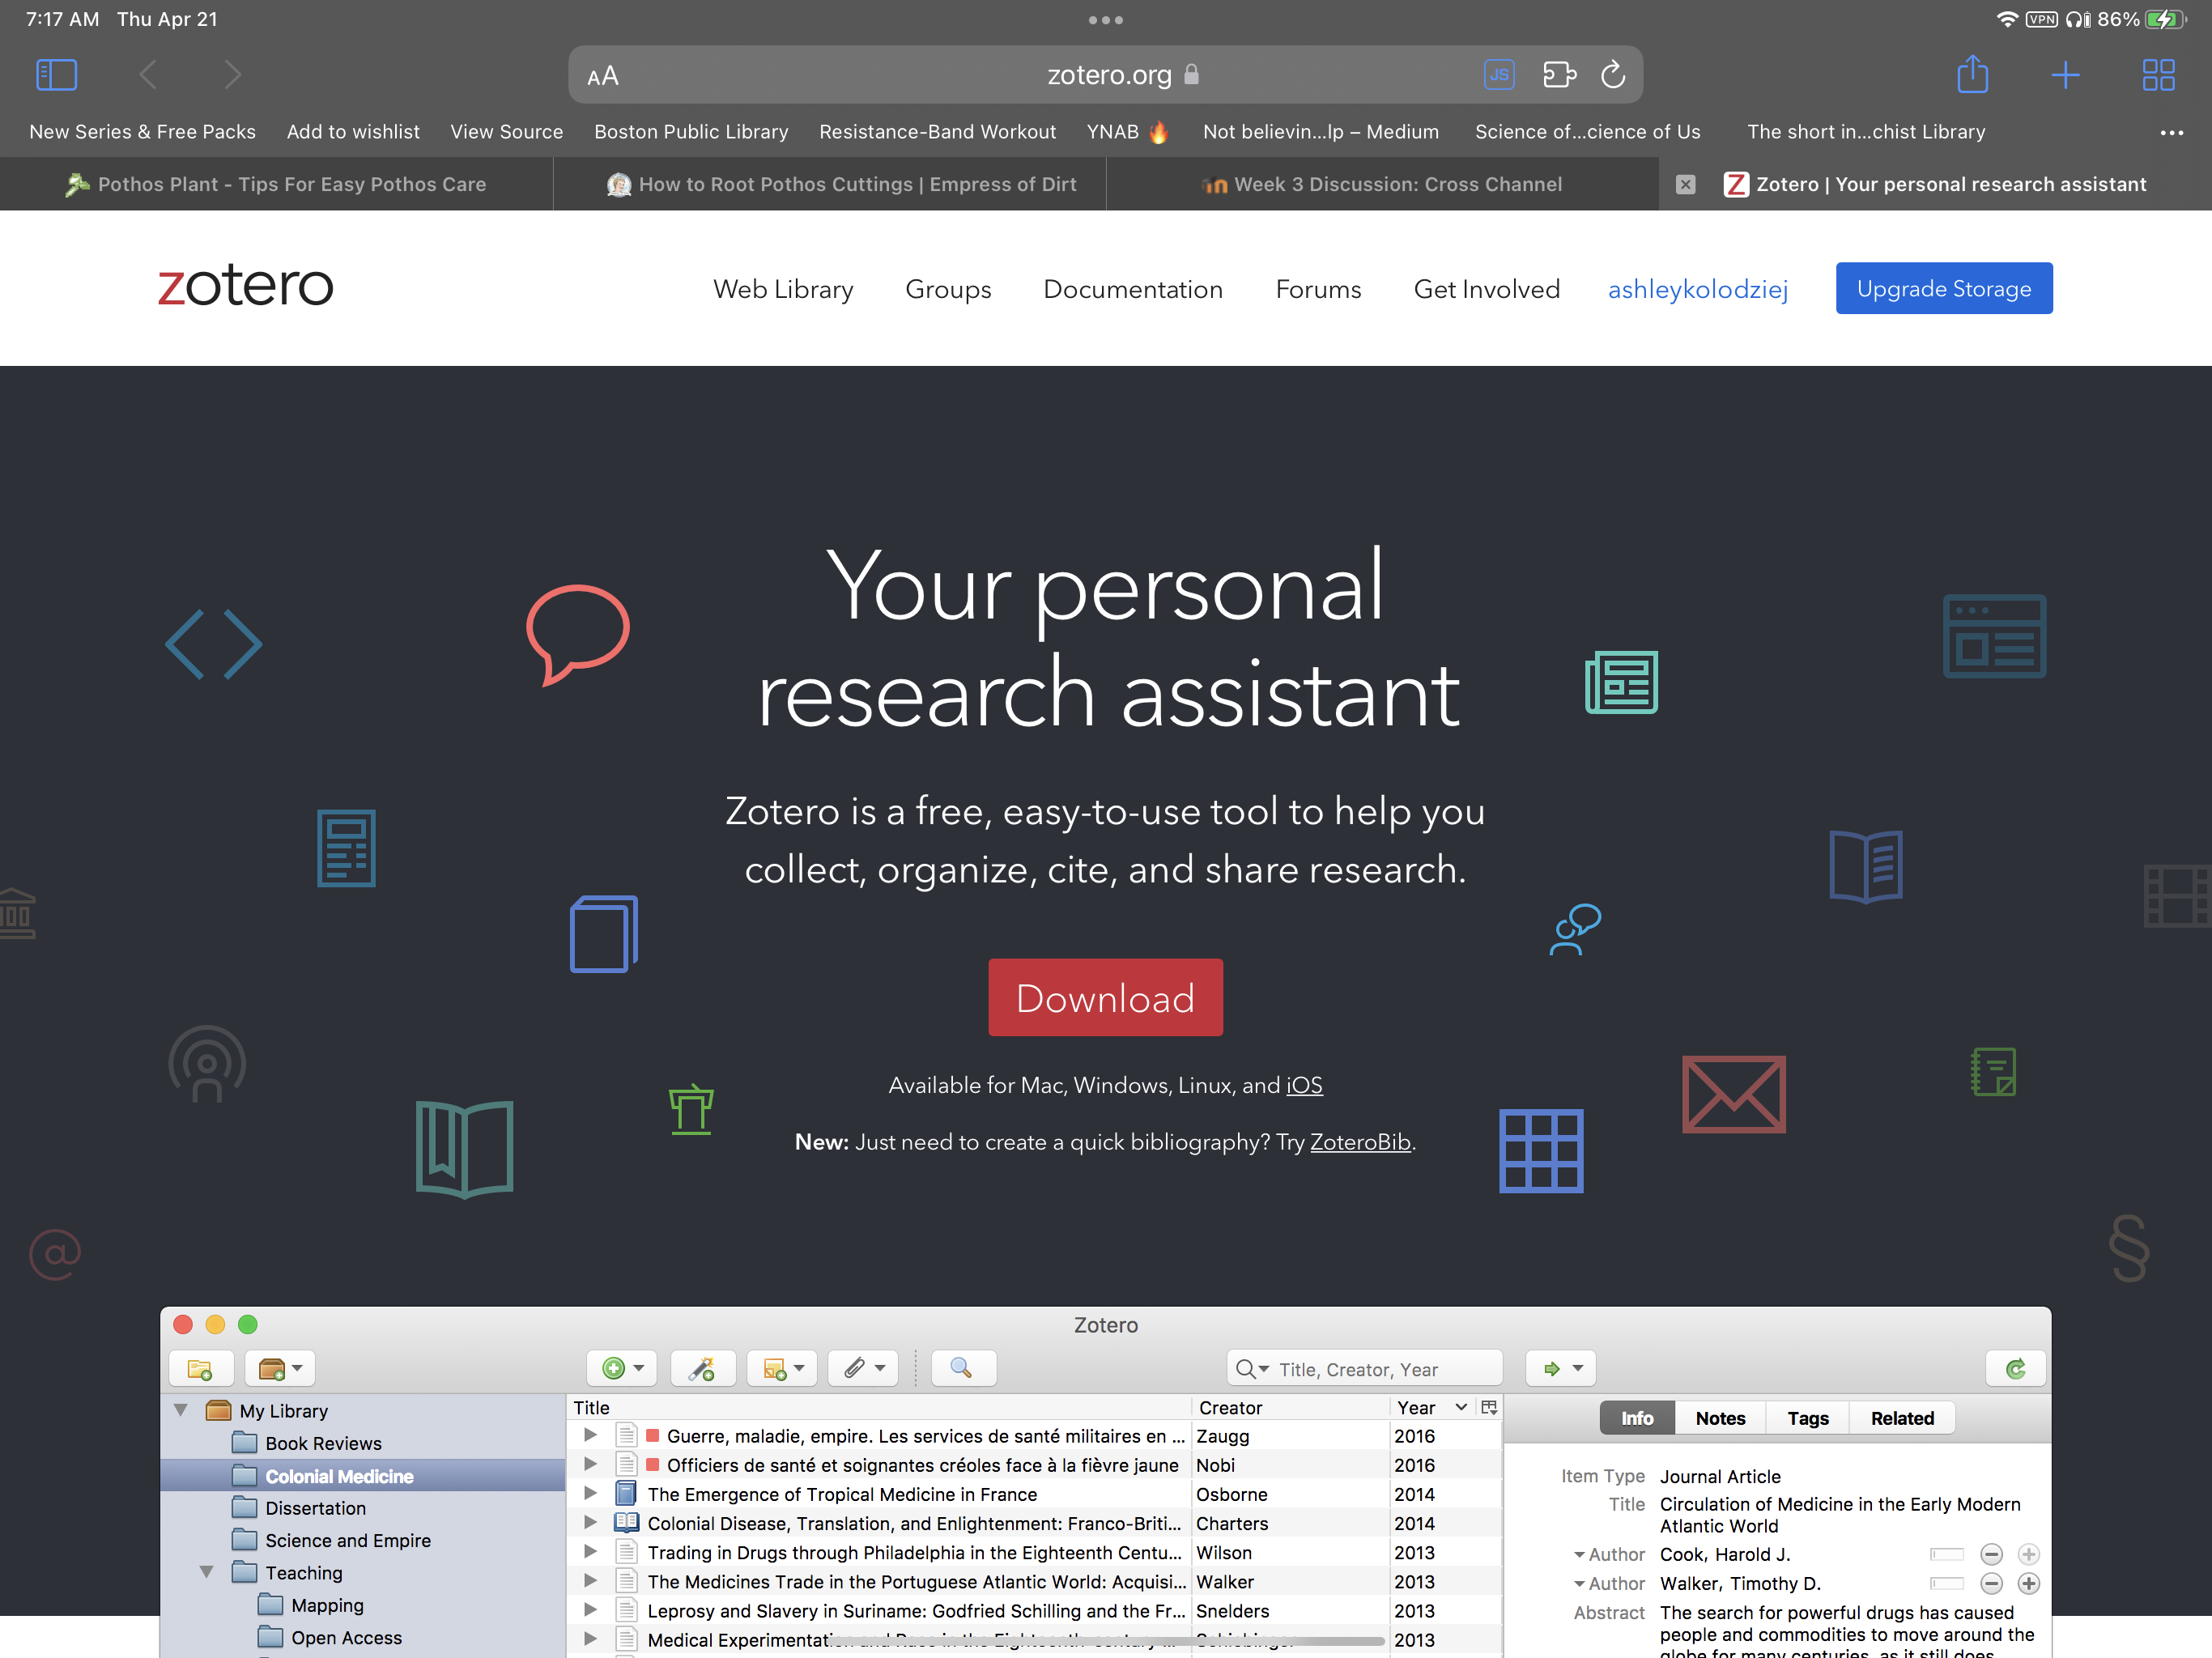 7:17 AM Thu Apr 21
VPN 86%
AA zotero.org JS
New Series & Free Packs Add to wishlist View Source Boston Public Library Resistance-Band Workout YNAB 🔥 Not believin...lp – Medium Science of...cience of Us The short in...chist Library
Pothos Plant - Tips For Easy Pothos Care How to Root Pothos Cuttings | Empress of Dirt Week 3 Discussion: Cross Channel Z Zotero | Your personal research assistant
zotero Web Library Groups Documentation Forums Get Involved ashleykolodziej Upgrade Storage
Your personal
research assistant
Zotero is a free, easy-to-use tool to help you
collect, organize, cite, and share research.
Download
Available for Mac, Windows, Linux, and iOS
New: Just need to create a quick bibliography? Try ZoteroBib.
@ §
Zotero
Title, Creator, Year
My Library
Book Reviews
Colonial Medicine
Dissertation
Science and Empire
Teaching
Mapping
Open Access
Title Creator Year
Guerre, maladie, empire. Les services de santé militaires en ... Zaugg 2016
Officiers de santé et soignantes créoles face à la fièvre jaune Nobi 2016
The Emergence of Tropical Medicine in France Osborne 2014
Colonial Disease, Translation, and Enlightenment: Franco-Briti... Charters 2014
Trading in Drugs through Philadelphia in the Eighteenth Centu... Wilson 2013
The Medicines Trade in the Portuguese Atlantic World: Acquisi... Walker 2013
Leprosy and Slavery in Suriname: Godfried Schilling and the Fr... Snelders 2013
Medical Experimentation and Race in the Eighteenth-century ... Schiebinger 2013
Info Notes Tags Related
Item Type Journal Article
Title Circulation of Medicine in the Early Modern
Atlantic World
Author Cook, Harold J.
Author Walker, Timothy D.
Abstract The search for powerful drugs has caused
people and commodities to move around the
globe for many centuries, as it still does